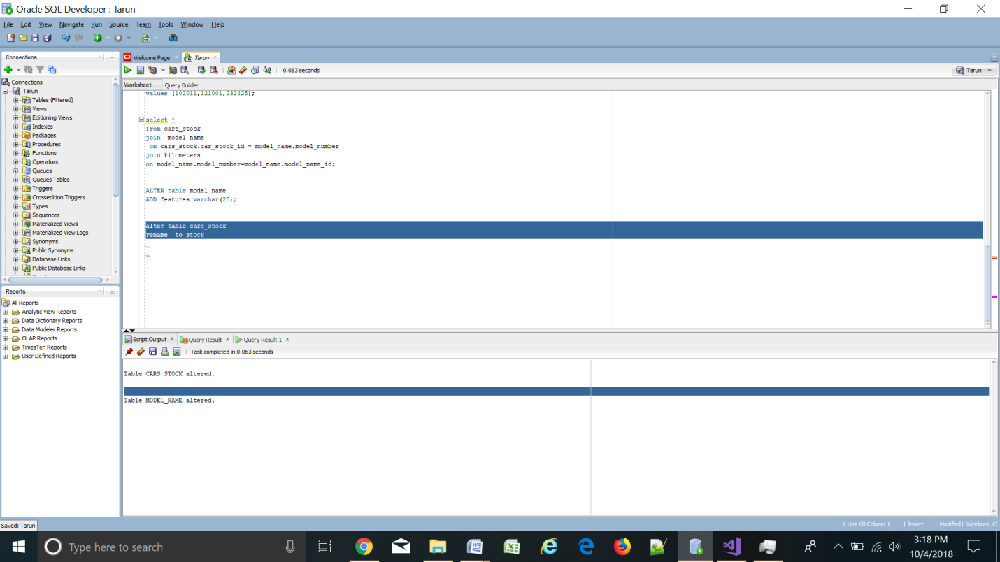 Oracle SQL Developer : Tarun
File Edit View Navigate Run Source Team Tools Window Help
Connections
Connections
Tarun
Tables (Filtered)
Views
Editioning Views
Indexes
Packages
Procedures
Functions
Operators
Queues
Queues Tables
Triggers
Crossedition Triggers
Types
Sequences
Materialized Views
Materialized View Logs
Synonyms
Public Synonyms
Database Links
Public Database Links
Reports
All Reports
Analytic View Reports
Data Dictionary Reports
Data Modeler Reports
OLAP Reports
TimesTen Reports
User Defined Reports
Welcome Page Tarun
0.063 seconds
Tarun
Worksheet Query Builder
values (102011,121001,232425);
select *
from cars_stock
join  model_name
on cars_stock.car_stock_id = model_name.model_number
join kilometers
on model_name.model_number=model_name.model_name_id;
ALTER table model_name
ADD features varchar(25);
alter table cars_stock
rename  to stock
Script Output x Query Result x Query Result 1 x
Task completed in 0.063 seconds
Table CARS_STOCK altered.
Table MODEL_NAME altered.
Saved: Tarun
Line 68 Column 1 | Insert | Modified | Windows:
Type here to search
3:18 PM
10/4/2018